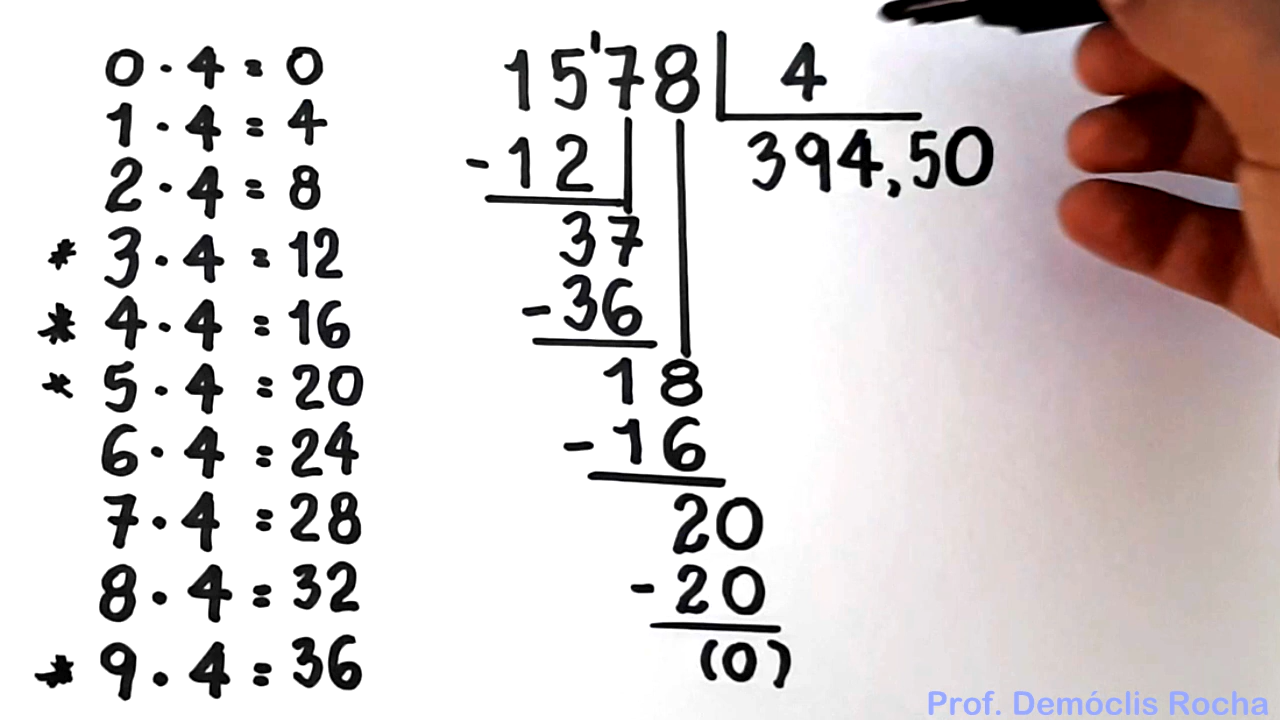 0 · 4 = 0
1 · 4 = 4
2 · 4 = 8
* 3 · 4 = 12
* 4 · 4 = 16
* 5 · 4 = 20
6 · 4 = 24
7 · 4 = 28
8 · 4 = 32
* 9 · 4 = 36
15'78 4
- 12 394,50
37
- 36
18
- 16
20
- 20
(0)
Prof. Demóclis Rocha